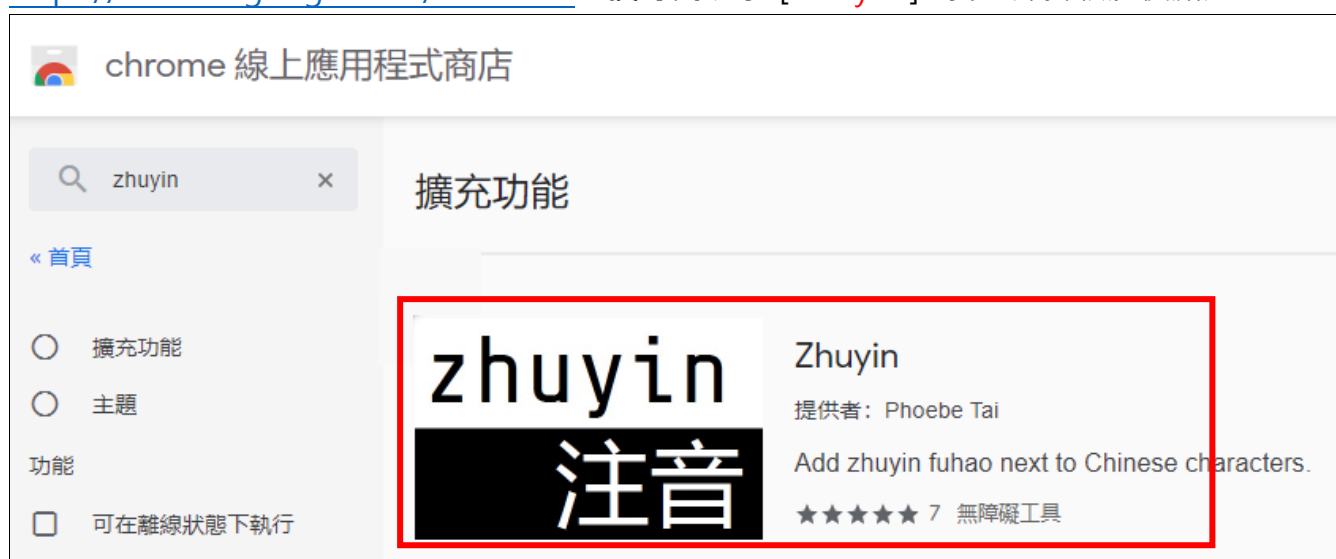 chrome 線上應用程式商店
zhuyin ×
擴充功能
« 首頁
擴充功能
主題
功能
可在離線狀態下執行
zhuyin
注音
Zhuyin
提供者：Phoebe Tai
Add zhuyin fuhao next to Chinese characters.
★★★★★ 7 無障礙工具